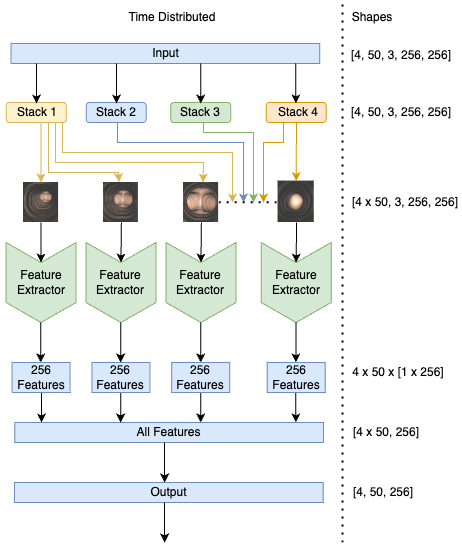 Time Distributed
Shapes
Input
[4, 50, 3, 256, 256]
Stack 1
Stack 2
Stack 3
Stack 4
[4, 50, 3, 256, 256]
[4 x 50, 3, 256, 256]
Feature
Extractor
Feature
Extractor
Feature
Extractor
Feature
Extractor
256
Features
256
Features
256
Features
256
Features
4 x 50 x [1 x 256]
All Features
[4 x 50, 256]
Output
[4, 50, 256]